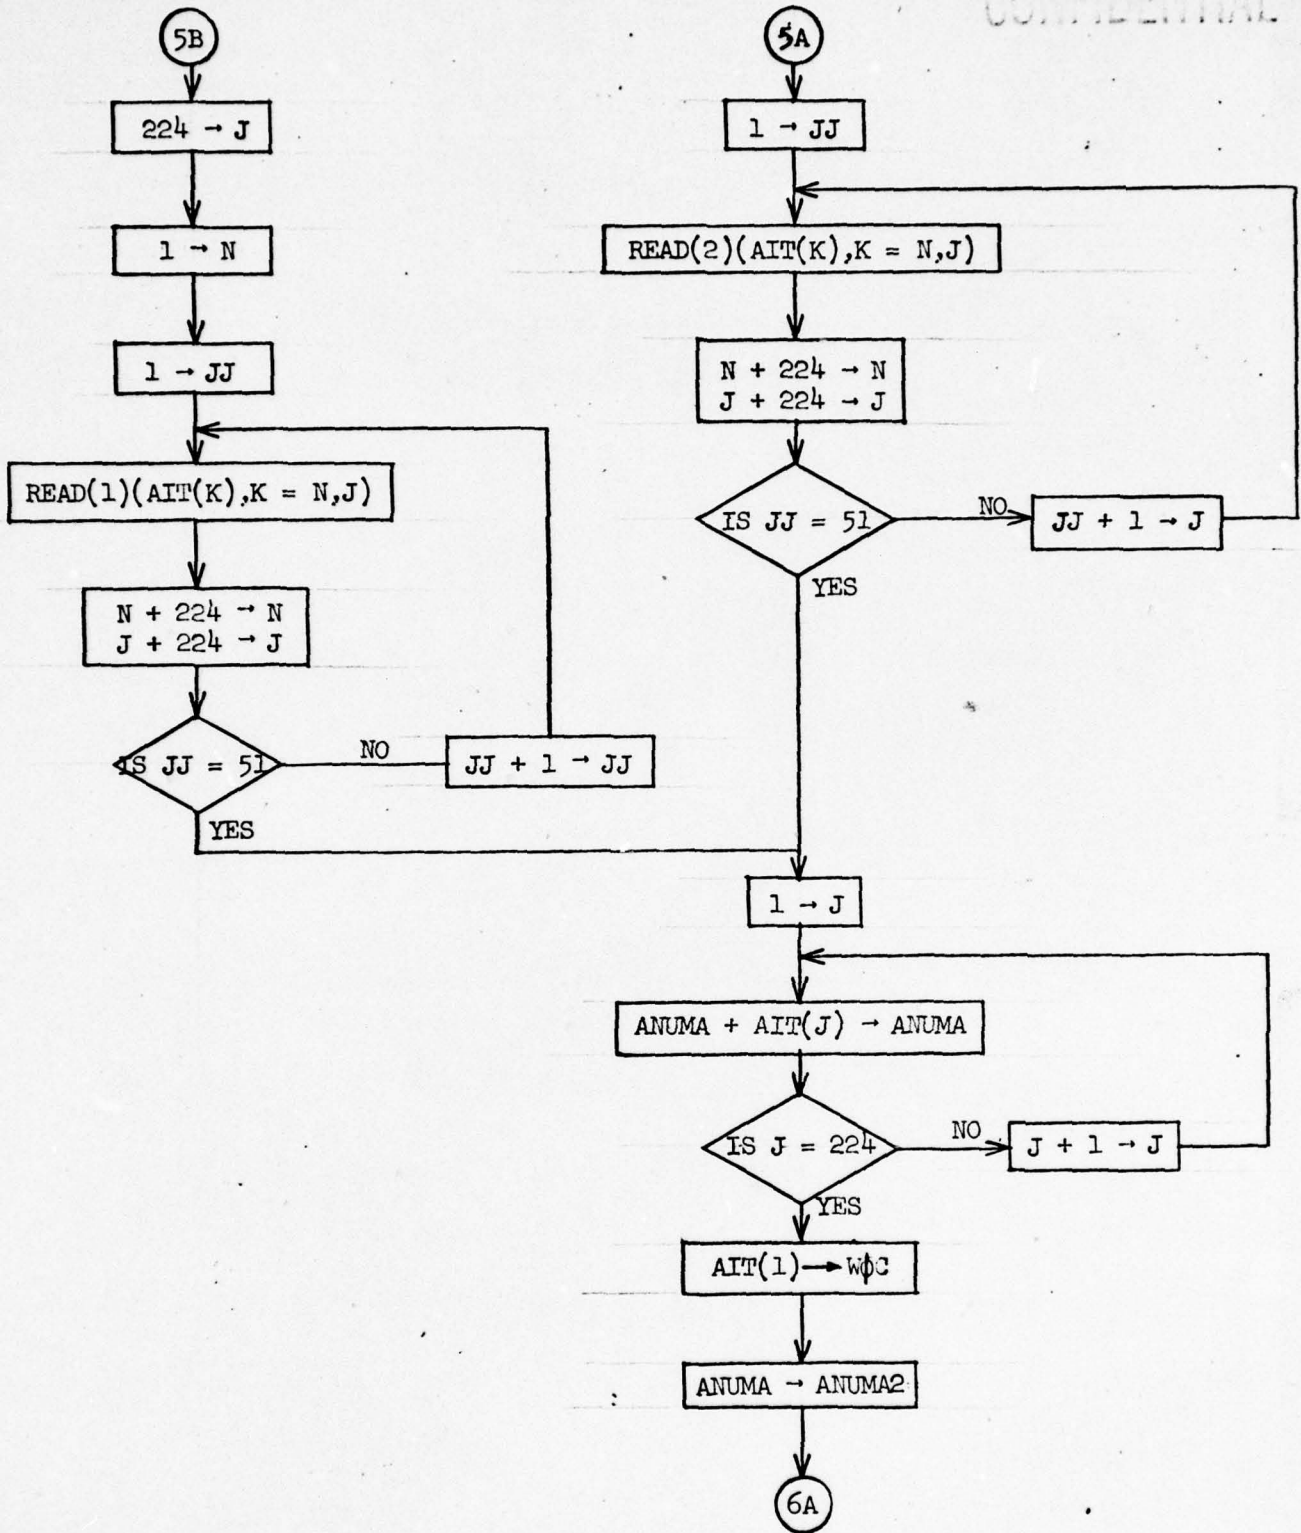 CONFIDENTIAL
5B
224 → J
1 → N
1 → JJ
READ(1)(AIT(K),K = N,J)
N + 224 → N
J + 224 → J
IS JJ = 51
NO
JJ + 1 → JJ
YES
5A
1 → JJ
READ(2)(AIT(K),K = N,J)
N + 224 → N
J + 224 → J
IS JJ = 51
NO
JJ + 1 → J
YES
1 → J
ANUMA + AIT(J) → ANUMA
IS J = 224
NO
J + 1 → J
YES
AIT(1) → WϕC
ANUMA → ANUMA2
6A